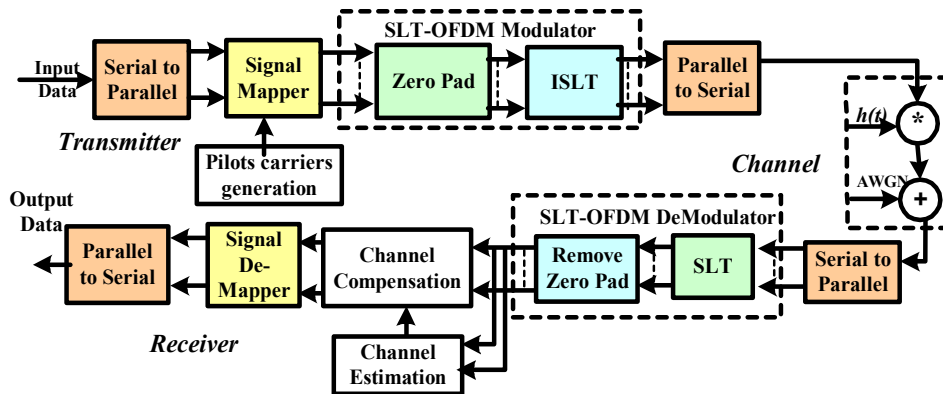 SLT-OFDM Modulator
Input
Data
Serial to
Parallel
Signal
Mapper
Zero Pad
ISLT
Parallel
to Serial
Transmitter
Pilots carriers
generation
h(t)
*
Channel
AWGN
+
Output
Data
SLT-OFDM DeModulator
Parallel
to Serial
Signal
De-
Mapper
Channel
Compensation
Remove
Zero Pad
SLT
Serial to
Parallel
Receiver
Channel
Estimation